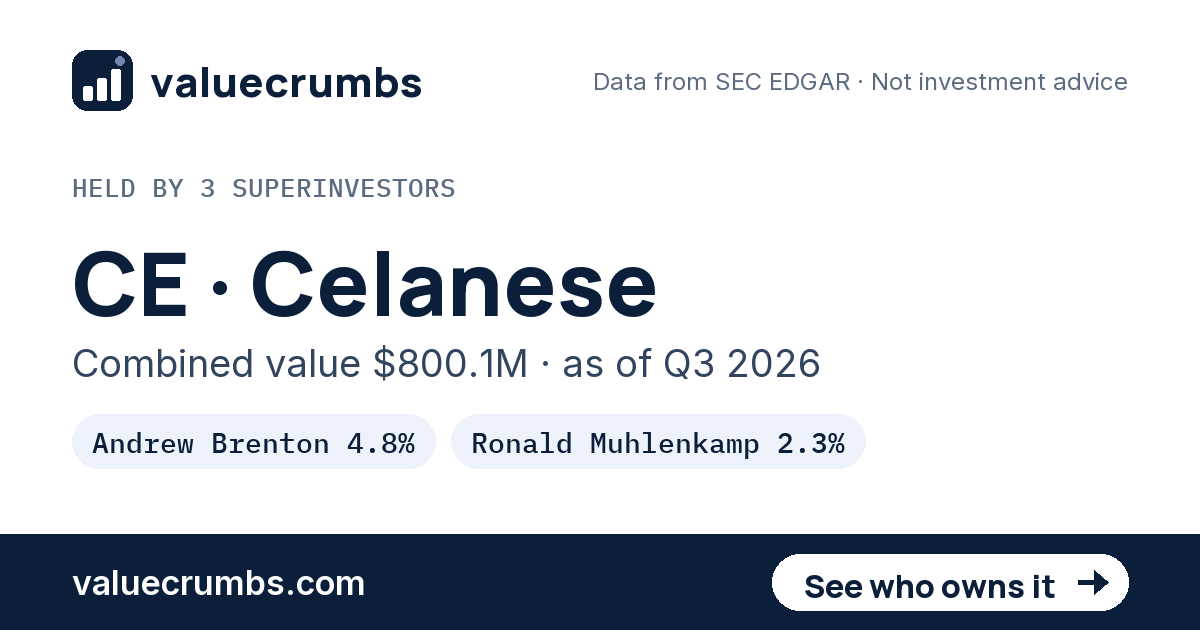 valuecrumbs
Data from SEC EDGAR · Not investment advice
HELD BY 3 SUPERINVESTORS
CE · Celanese
Combined value $800.1M · as of Q3 2026
Andrew Brenton 4.8%
Ronald Muhlenkamp 2.3%
valuecrumbs.com
See who owns it →